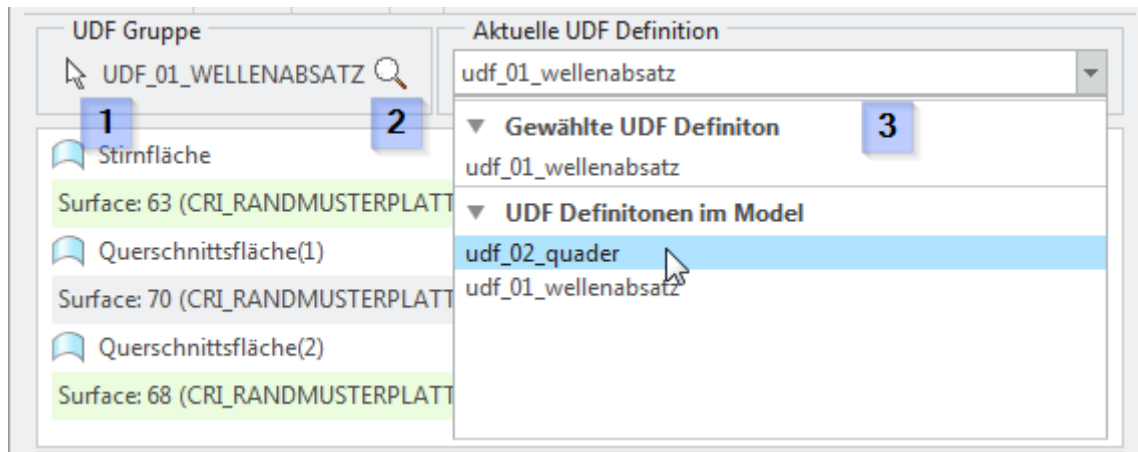 UDF Gruppe
UDF_01_WELLENABSATZ
1
2
Stirnfläche
Surface: 63 (CRI_RANDMUSTERPLATT
Querschnittsfläche(1)
Surface: 70 (CRI_RANDMUSTERPLATT
Querschnittsfläche(2)
Surface: 68 (CRI_RANDMUSTERPLATT
Aktuelle UDF Definition
udf_01_wellenabsatz
Gewählte UDF Definiton
3
udf_01_wellenabsatz
UDF Definitonen im Model
udf_02_quader
udf_01_wellenabsatz